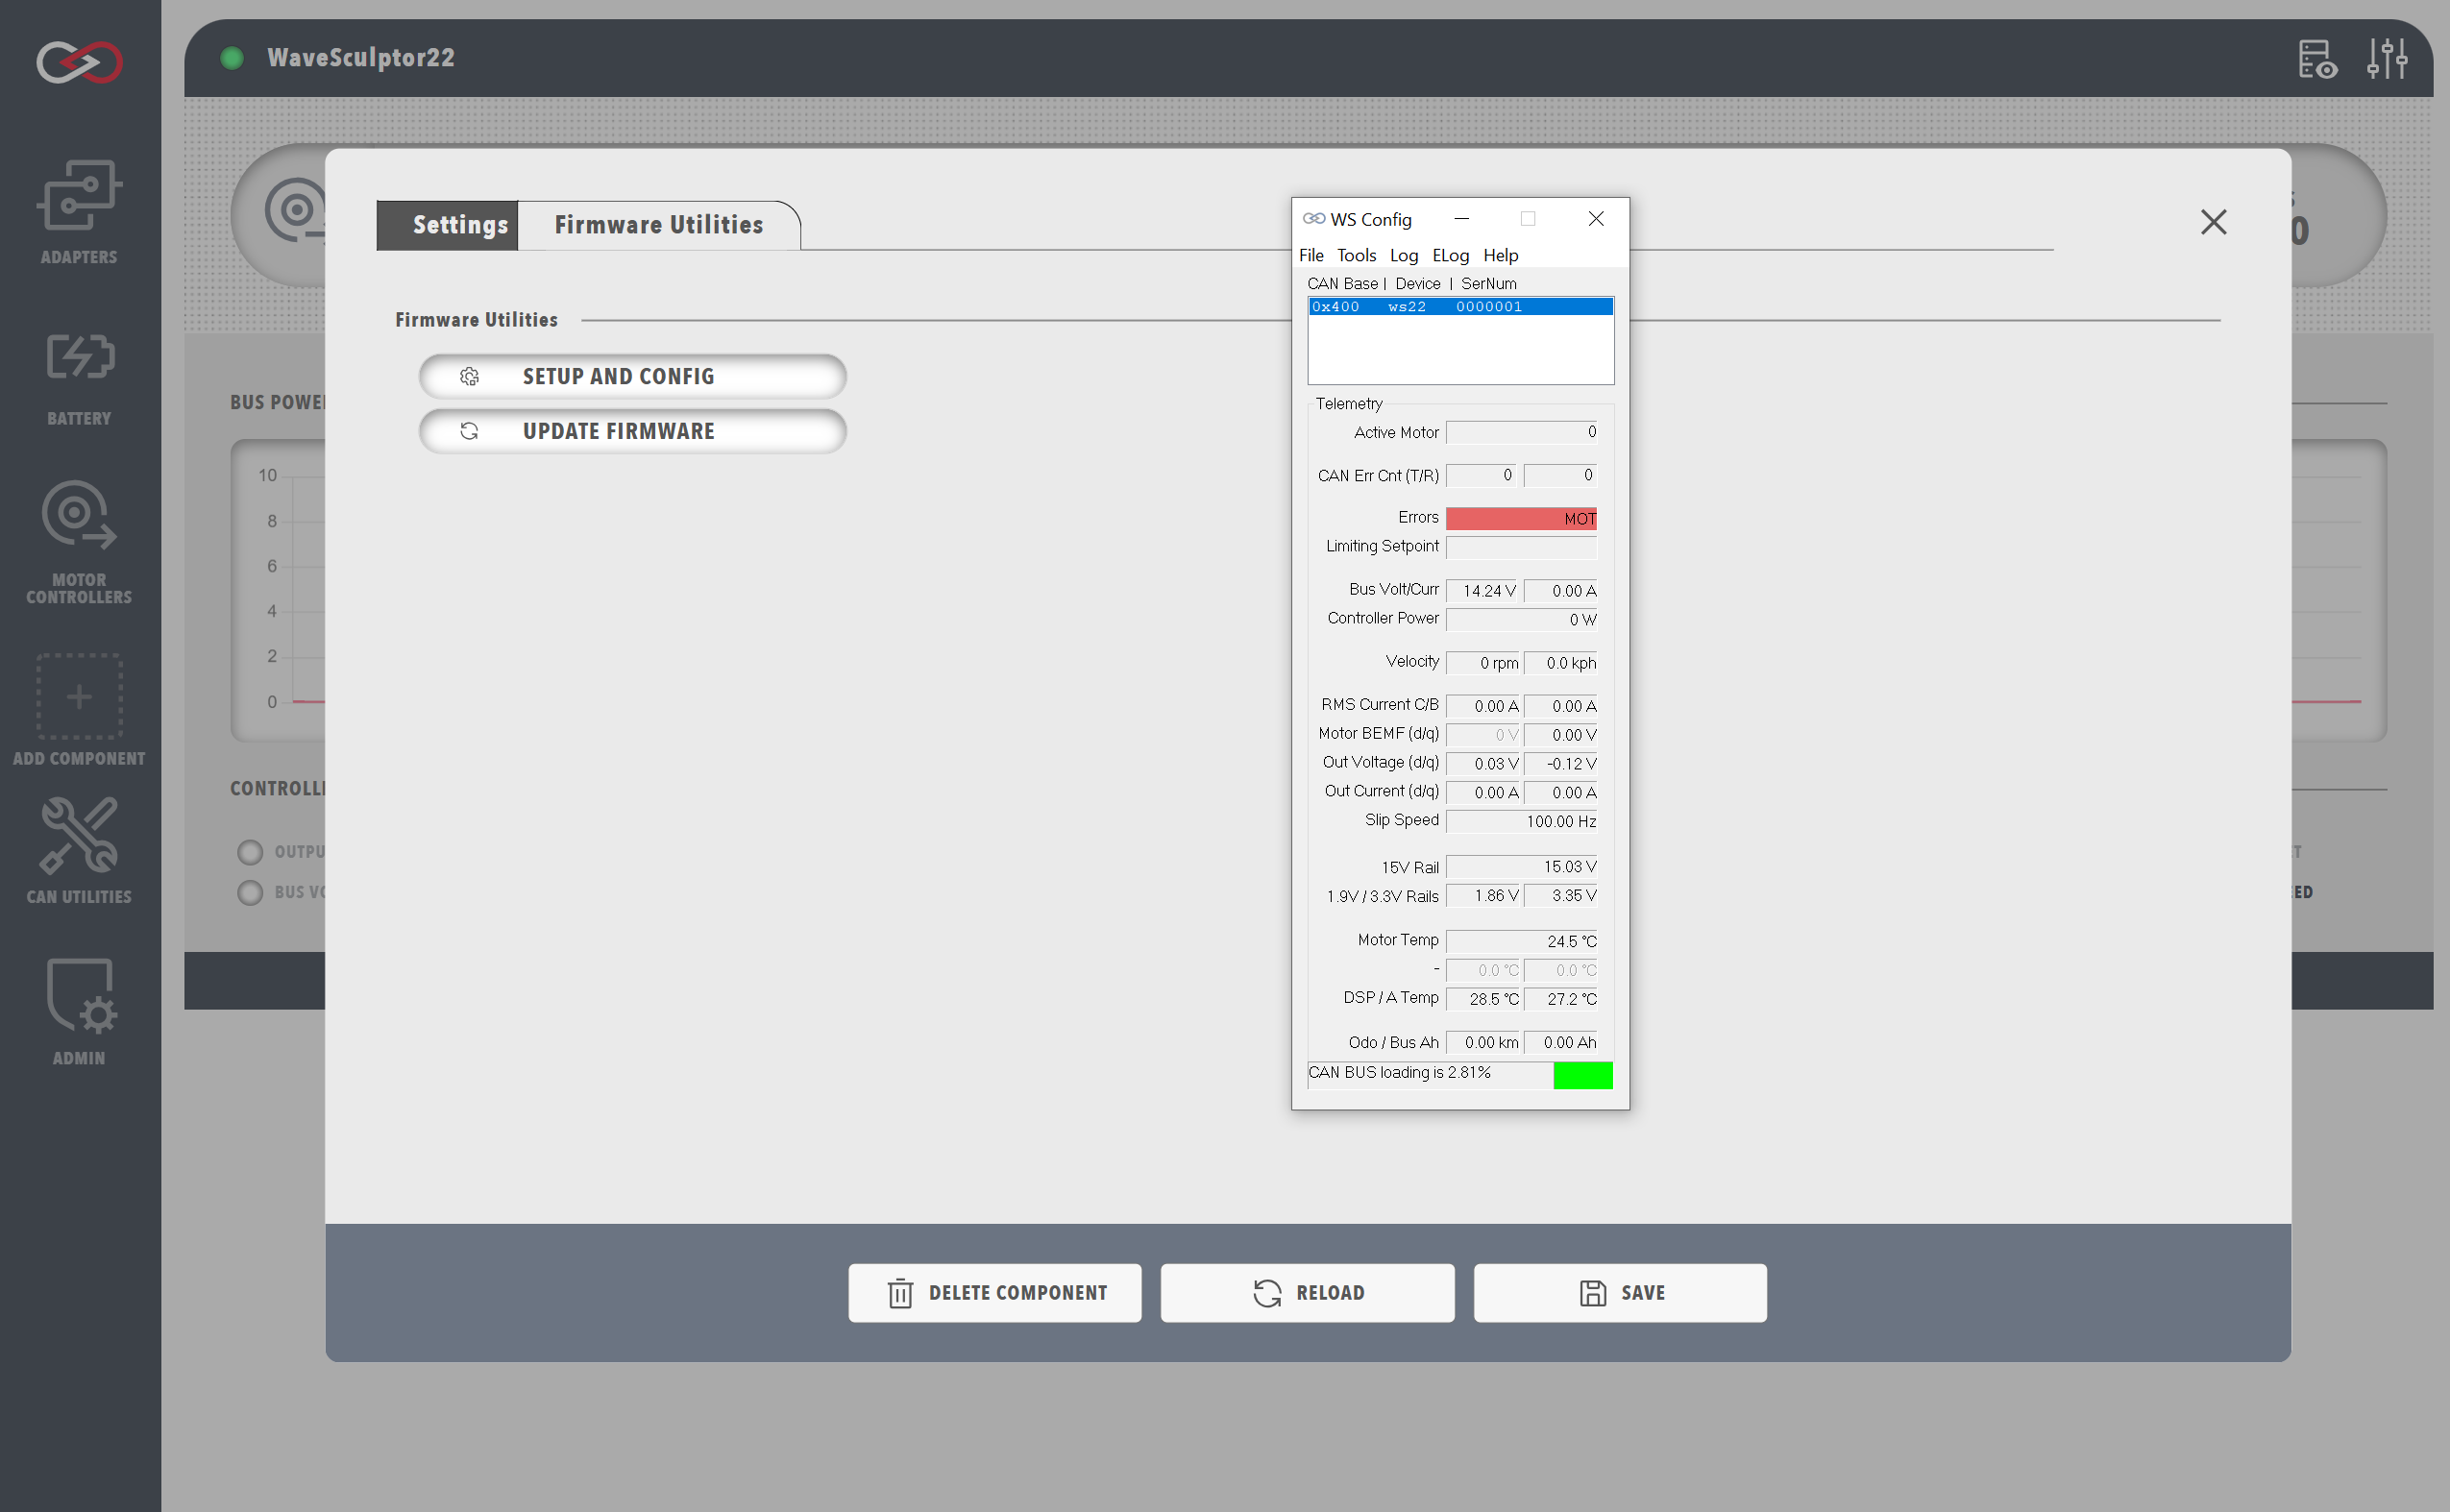 WaveSculptor22
ADAPTERS
BATTERY
MOTOR
CONTROLLERS
ADD COMPONENT
CAN UTILITIES
ADMIN
BUS POWE
10
8
6
4
2
0
OUTPU
BUS
0
Settings
Firmware Utilities
Firmware Utilities
SETUP AND CONFIG
UPDATE FIRMWARE
WS Config
File Tools Log ELog Help
CAN Base | Device | SerNum
0x400 ws22 0000001
Telemetry
Active Motor 0
CAN Err Cnt (T/R) 0 0
Errors MOT
Limiting Setpoint
Bus Volt/Curr 14.24 V 0.00 A
Controller Power 0 W
Velocity 0 rpm 0.0 kph
RMS Current C/B 0.00 A 0.00 A
Motor BEMF (d/q) 0 V 0.00 V
Out Voltage (d/q) 0.03 V -0.12 V
Out Current (d/q) 0.00 A 0.00 A
Slip Speed 100.00 Hz
15V Rail 15.03 V
1.9V / 3.3V Rails 1.86 V 3.35 V
Motor Temp 24.5 °C
- 0.0 °C 0.0 °C
DSP / A Temp 28.5 °C 27.2 °C
Odo / Bus Ah 0.00 km 0.00 Ah
CAN BUS loading is 2.81%
DELETE COMPONENT
RELOAD
SAVE